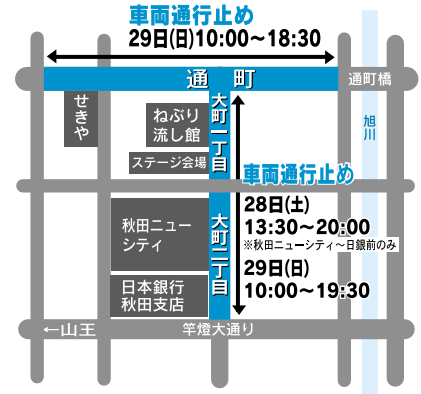 車両通行止め
29日(日)10:00〜18:30
通町
通町橋
せきや
ねぶり
流し館
大町一丁目
旭川
ステージ会場
車両通行止め
28日(土)
13:30〜20:00
※秋田ニューシティ〜日銀前のみ
29日(日)
10:00〜19:30
秋田ニュー
シティ
大町二丁目
日本銀行
秋田支店
←山王
竿燈大通り